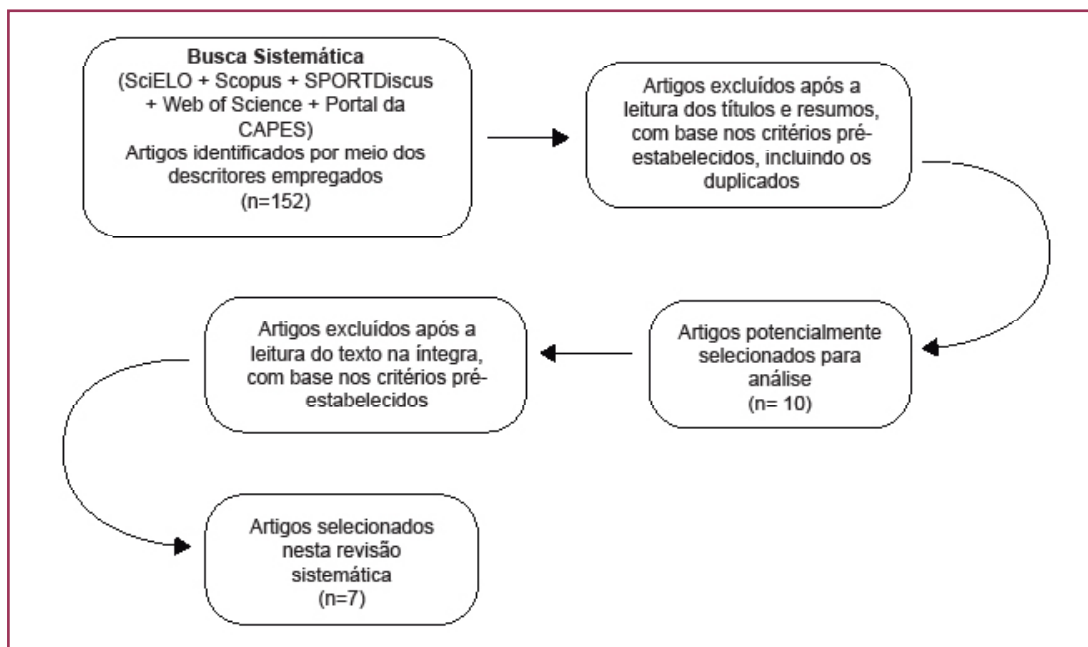 Busca Sistemática
(SciELO + Scopus + SPORTDiscus
+ Web of Science + Portal da
CAPES)
Artigos identificados por meio dos
descritores empregados
(n=152)
Artigos excluídos após a
leitura dos títulos e resumos,
com base nos critérios pré-
estabelecidos, incluindo os
duplicados
Artigos potencialmente
selecionados para
análise
(n= 10)
Artigos excluídos após a
leitura do texto na íntegra,
com base nos critérios pré-
estabelecidos
Artigos selecionados
nesta revisão
sistemática
(n=7)